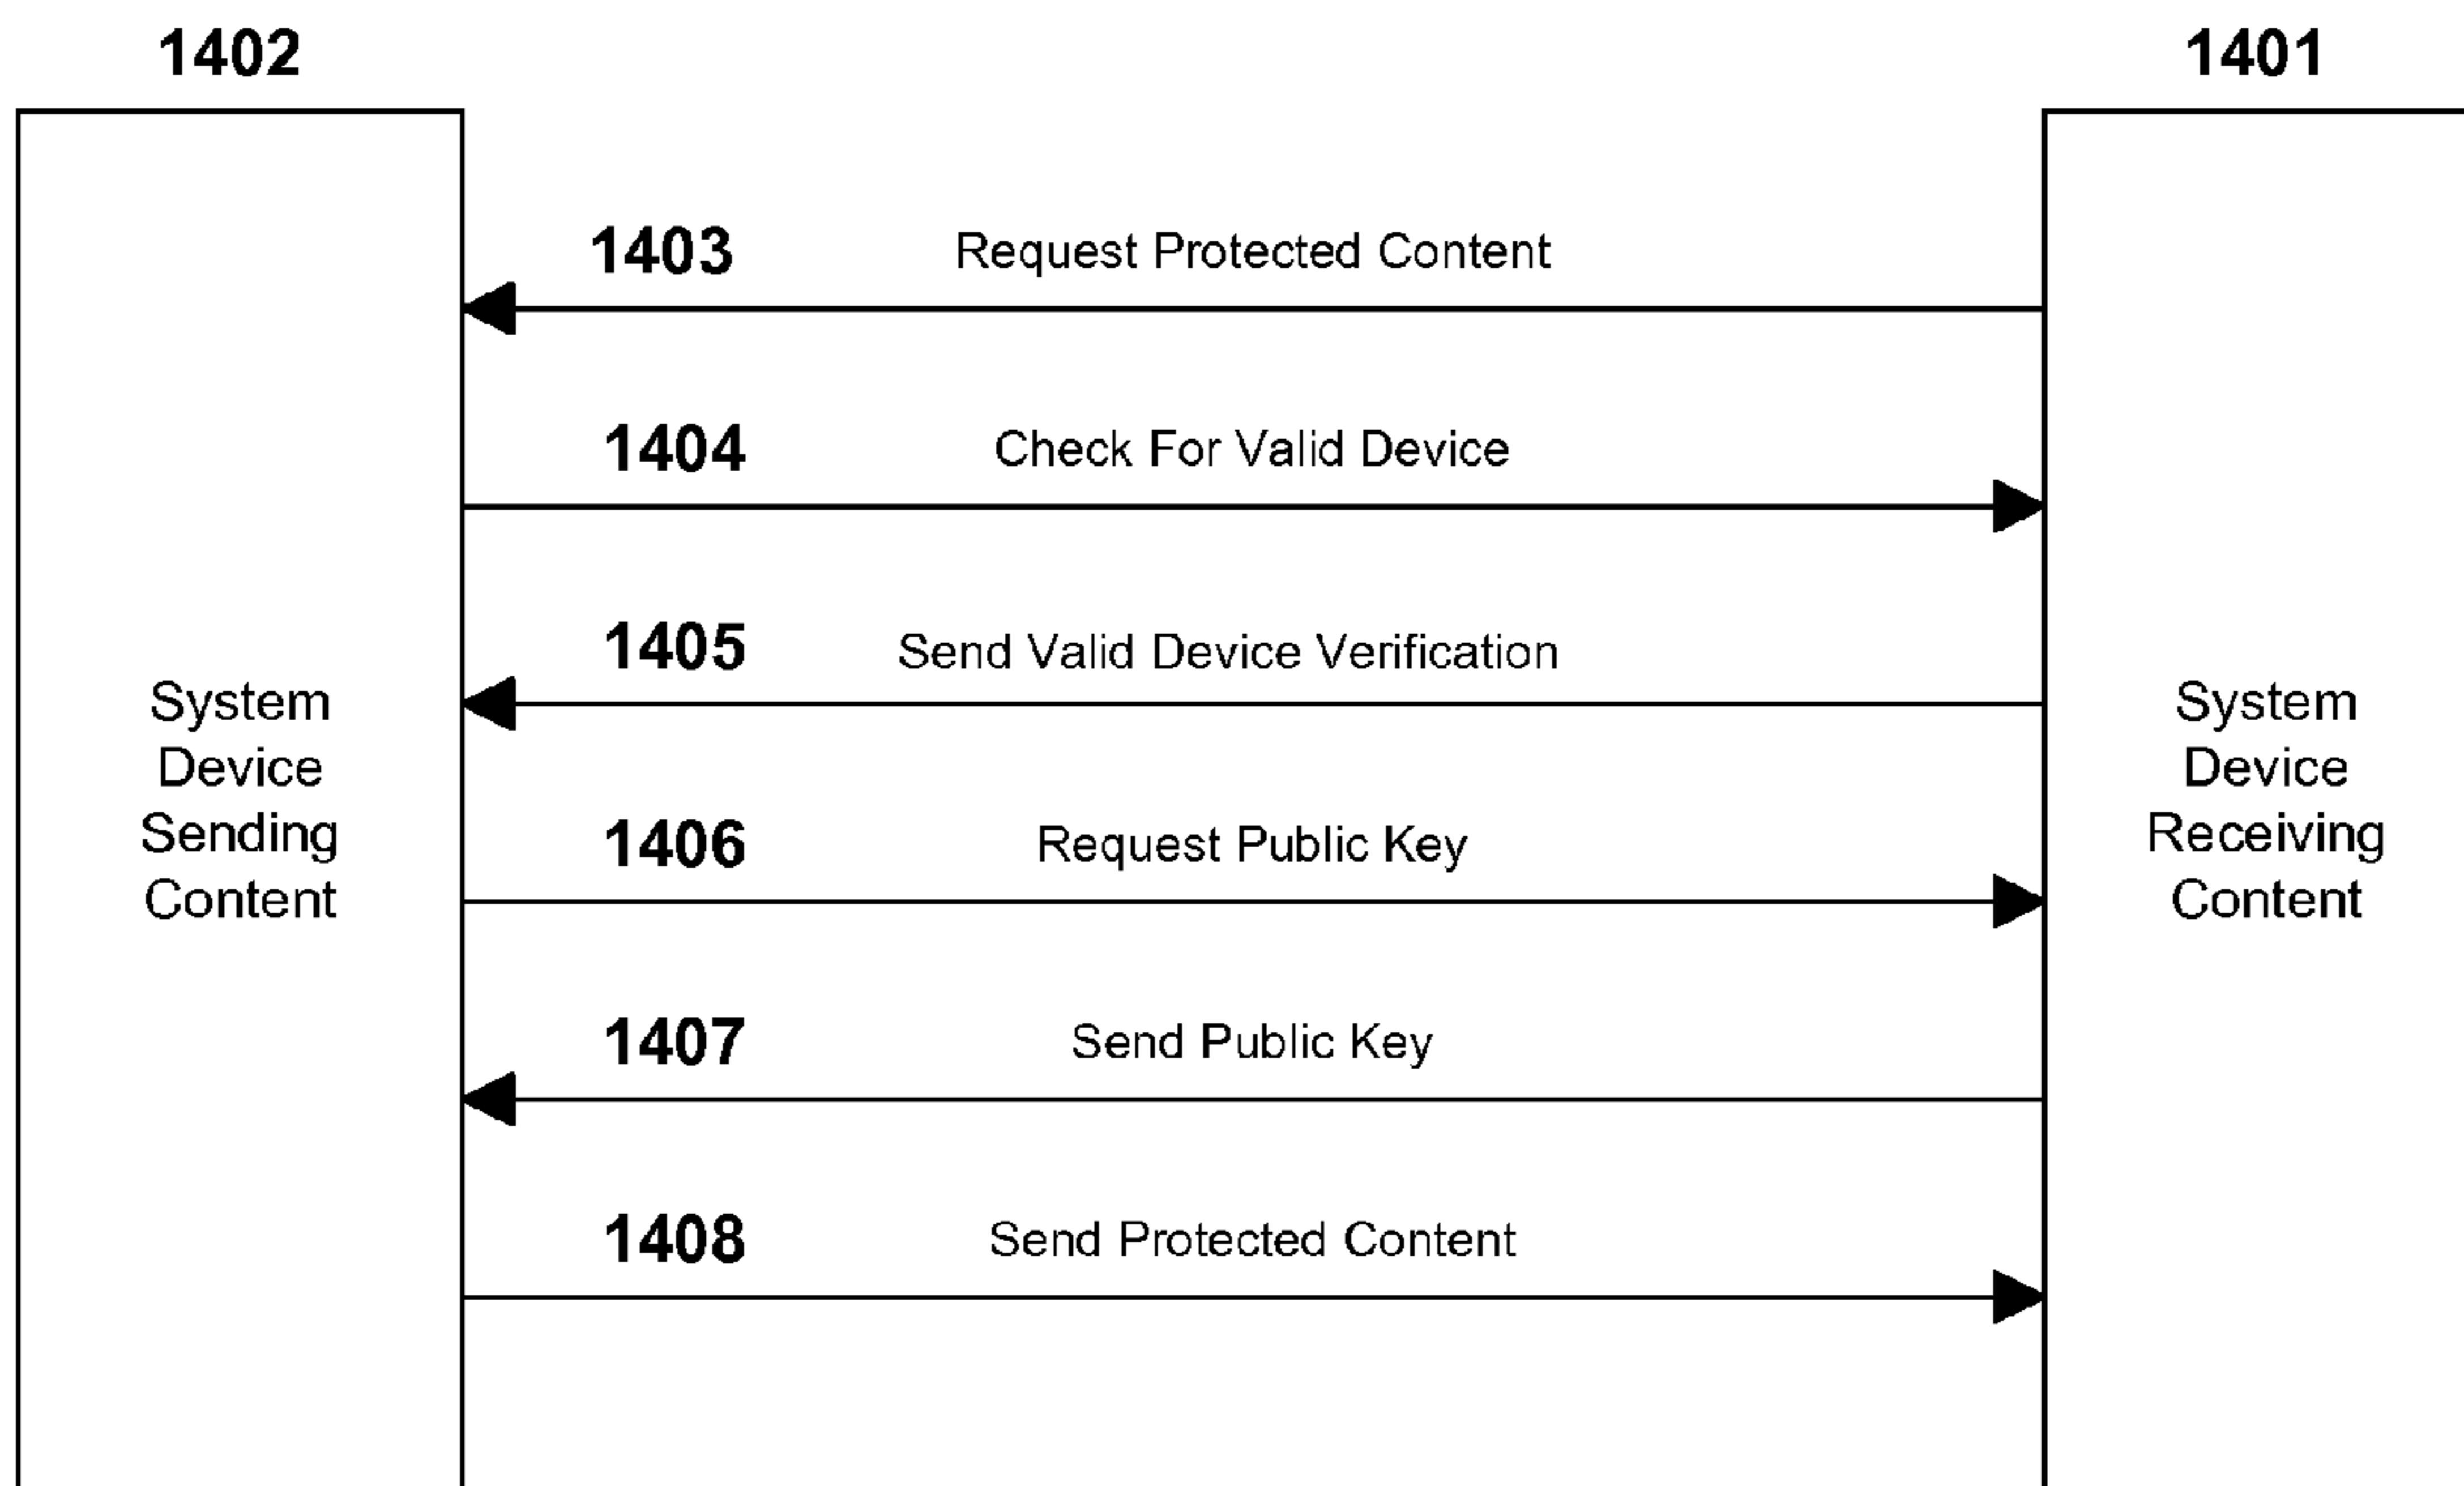 1402
1401
1403
Request Protected Content
1404
Check For Valid Device
1405
Send Valid Device Verification
System
Device
Sending
Content
1406
Request Public Key
System
Device
Receiving
Content
1407
Send Public Key
1408
Send Protected Content